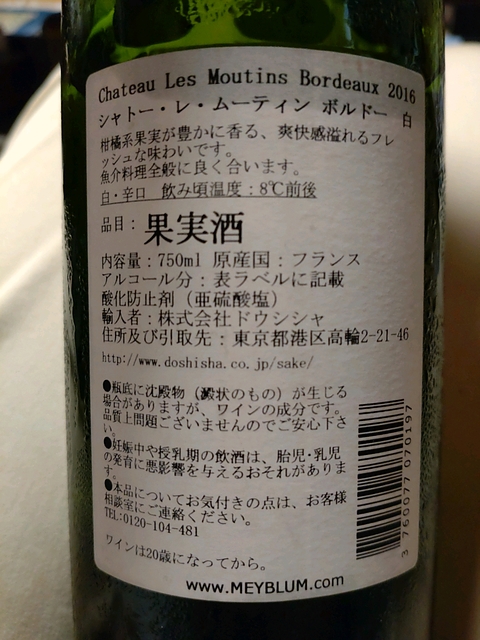 Chateau Les Moutins Bordeaux 2016
シャトー・レ・ムーティン ボルドー 白
柑橘系果実が豊かに香る、爽快感溢れるフレ
ッシュな味わいです。
魚介料理全般に良く合います。
白・辛口 飲み頃温度：8℃前後
品目：果実酒
内容量：750ml 原産国：フランス
アルコール分：表ラベルに記載
酸化防止剤（亜硫酸塩）
輸入者：株式会社ドウシシャ
住所及び引取先：東京都港区高輪2-21-46
http://www.doshisha.co.jp/sake/
●瓶底に沈殿物（澱状のもの）が生じる
場合がありますが、ワインの成分です。
品質上問題ございませんのでご安心下さ
い。
●妊娠中や授乳期の飲酒は、胎児・乳児
の発育に悪影響を与えるおそれがありま
す。
●本品についてお気付きの点は、お客様
相談室にご連絡ください。
TEL:0120-104-481
ワインは20歳になってから。
www.MEYBLUM.com
3 760077 070197